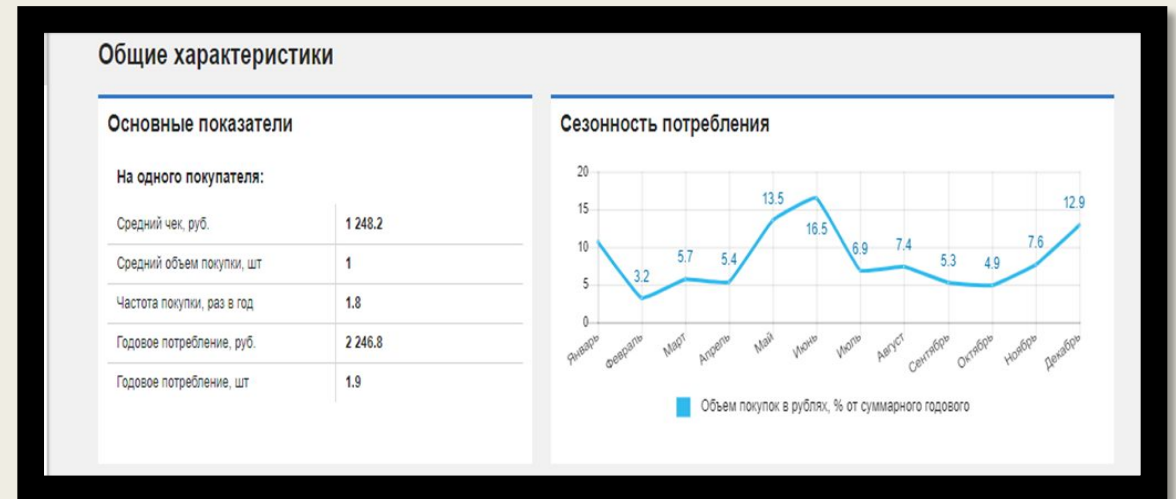 Общие характеристики
Основные показатели
На одного покупателя:
Средний чек, руб. 1 248.2
Средний объем покупки, шт 1
Частота покупки, раз в год 1.8
Годовое потребление, руб. 2 246.8
Годовое потребление, шт 1.9
Сезонность потребления
20
15
10
5
0
3.2
5.7
5.4
13.5
16.5
6.9
7.4
5.3
4.9
7.6
12.9
Январь
Февраль
Март
Апрель
Май
Июнь
Июль
Август
Сентябрь
Октябрь
Ноябрь
Декабрь
Объем покупок в рублях, % от суммарного годового